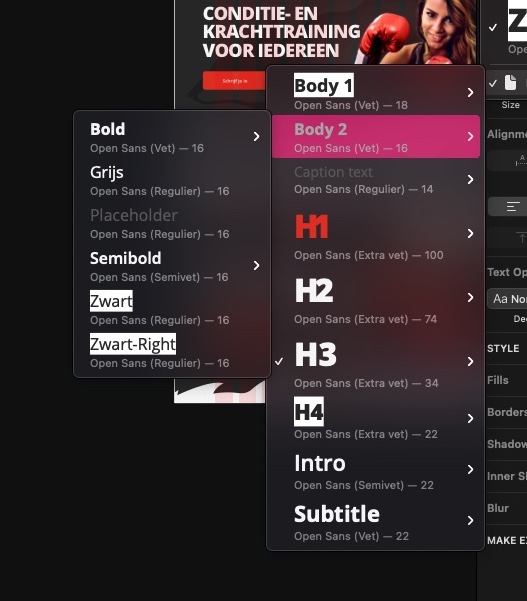 CONDITIE- EN
KRACHTTRAINING
VOOR IEDEREEN
Schrijf je in
Body 1
Open Sans (Vet) — 18
Body 2
Open Sans (Vet) — 16
Caption text
Open Sans (Regulier) — 14
H1
Open Sans (Extra vet) — 100
H2
Open Sans (Extra vet) — 74
H3
Open Sans (Extra vet) — 34
H4
Open Sans (Extra vet) — 22
Intro
Open Sans (Semivet) — 22
Subtitle
Open Sans (Vet) — 22
Bold
Open Sans (Vet) — 16
Grijs
Open Sans (Regulier) — 16
Placeholder
Open Sans (Regulier) — 16
Semibold
Open Sans (Semivet) — 16
Zwart
Open Sans (Regulier) — 16
Zwart-Right
Open Sans (Regulier) — 16
Size
Text Op
Aa No
STYLE
Fills
Borders
Shadow
Inner Sh
Blur
MAKE E